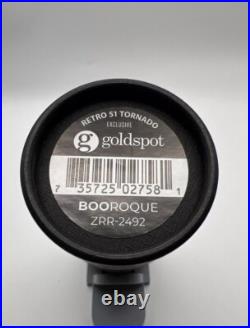 RETRO 51 TORNADO
EXCLUSIVE
g goldspot
7 35725 02758 1
BOOROQUE
ZRR-2492